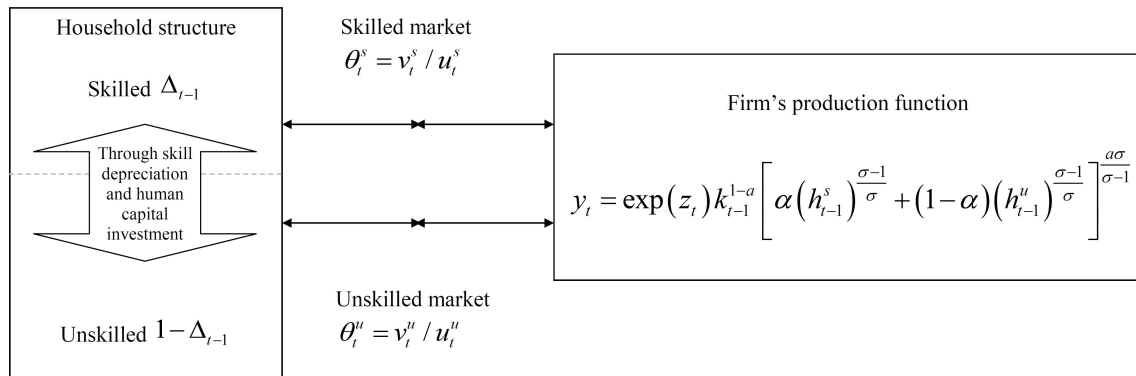 Household structure
Skilled Δ_{t−1}
Through skill
depreciation
and human
capital
investment
Unskilled 1−Δ_{t−1}
Skilled market
θ_t^s = v_t^s / u_t^s
Unskilled market
θ_t^u = v_t^u / u_t^u
Firm's production function
y_t = exp(z_t) k_{t−1}^{1−a} [α(h_{t−1}^s)^{(σ−1)/σ} + (1−α)(h_{t−1}^u)^{(σ−1)/σ}]^{aσ/(σ−1)}